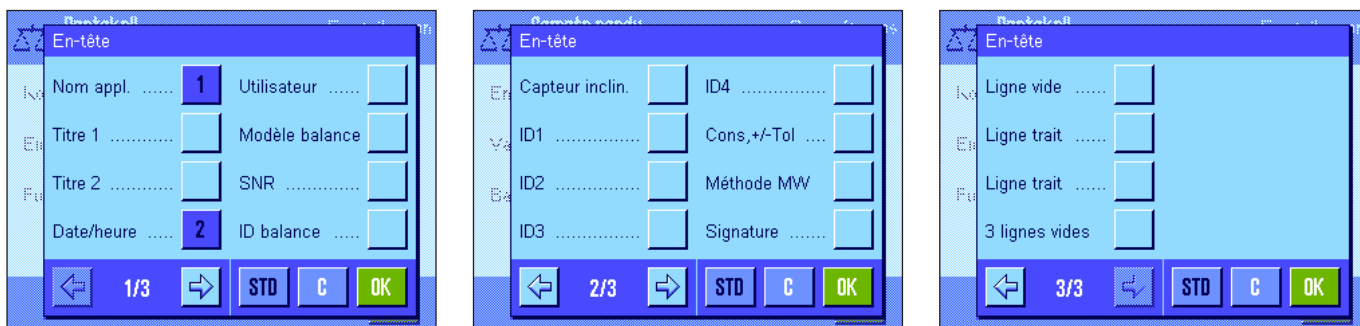 En-tête
Nom appl. ...... 1 Utilisateur ......
Titre 1 ........... Modèle balance
Titre 2 ........... SNR ..............
Date/heure ..... 2 ID balance .....
1/3 STD C OK
En-tête
Capteur inclin. ID4 ...............
ID1 .............. Cons,+/-Tol ....
ID2 .............. Méthode MW
ID3 .............. Signature .......
2/3 STD C OK
En-tête
Ligne vide ......
Ligne trait ......
Ligne trait ......
3 lignes vides
3/3 STD C OK